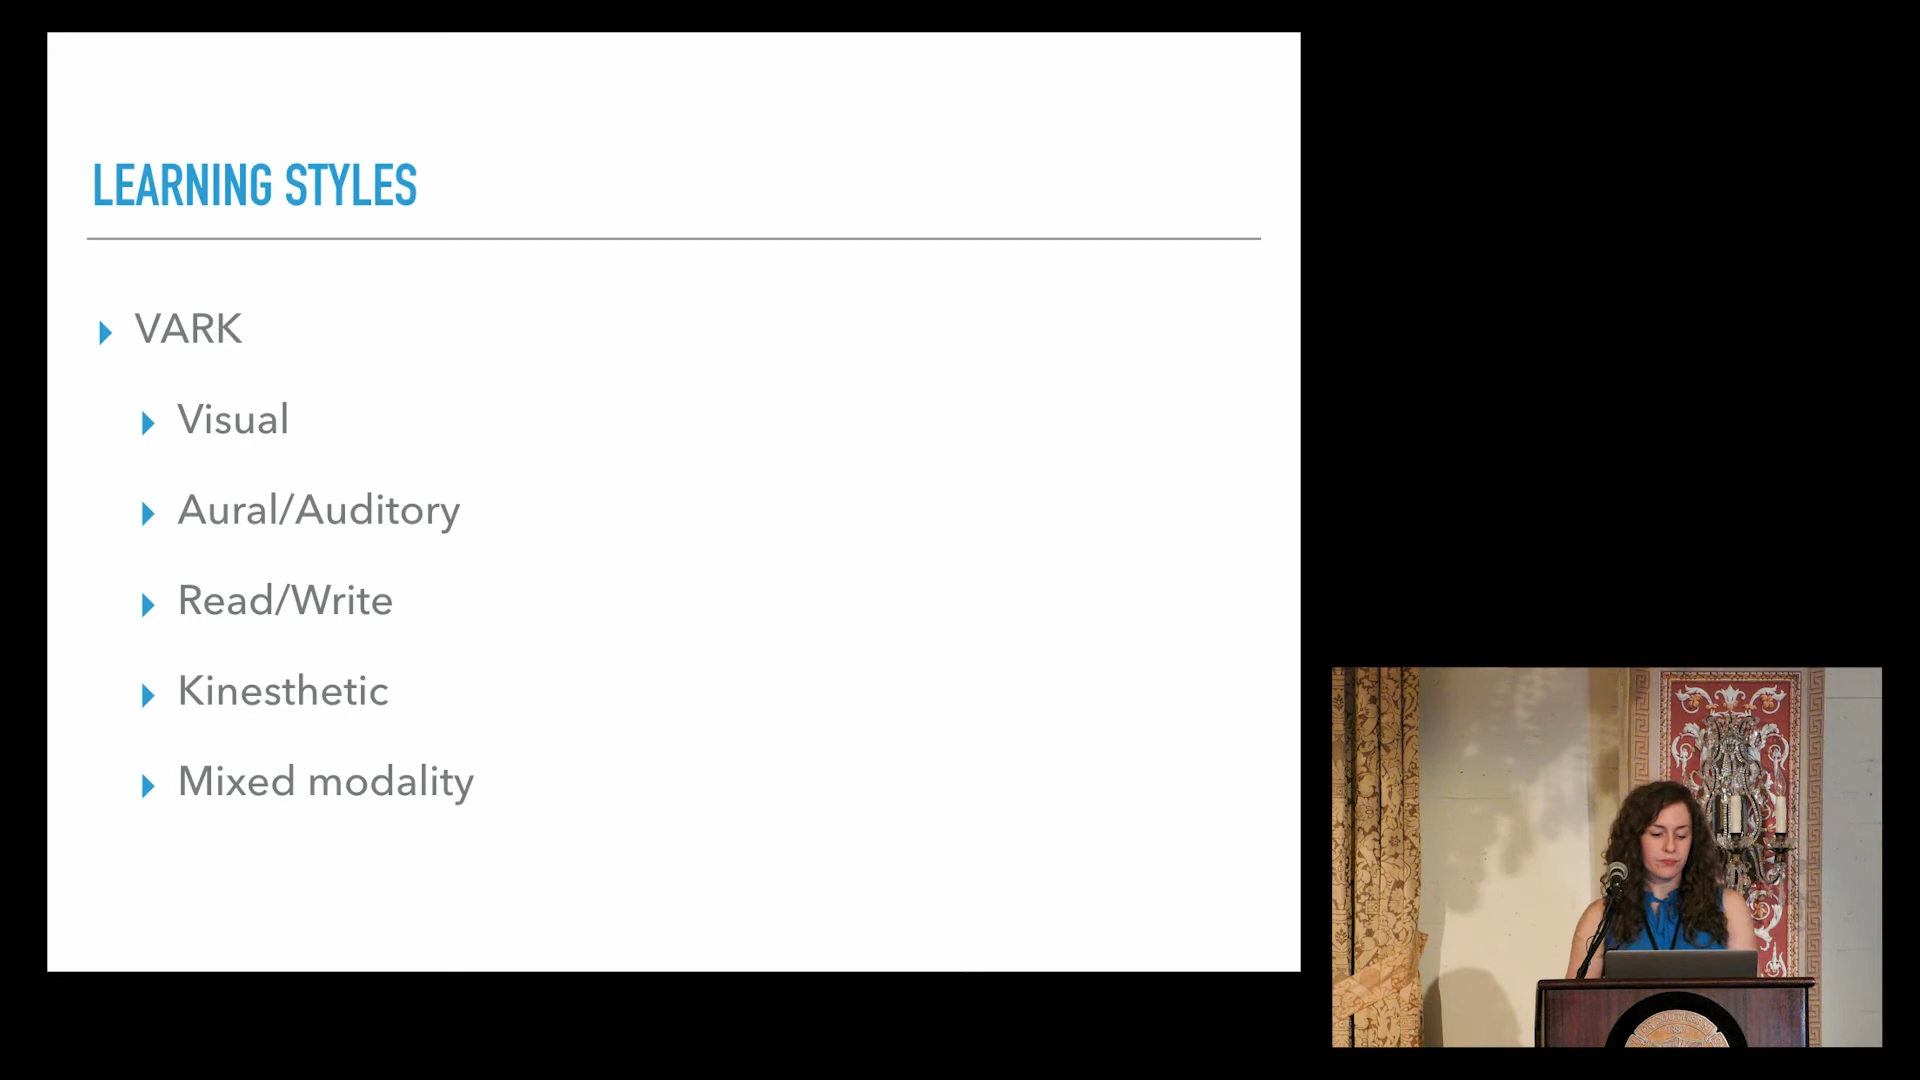 LEARNING STYLES
VARK
Visual
Aural/Auditory
Read/Write
Kinesthetic
Mixed modality